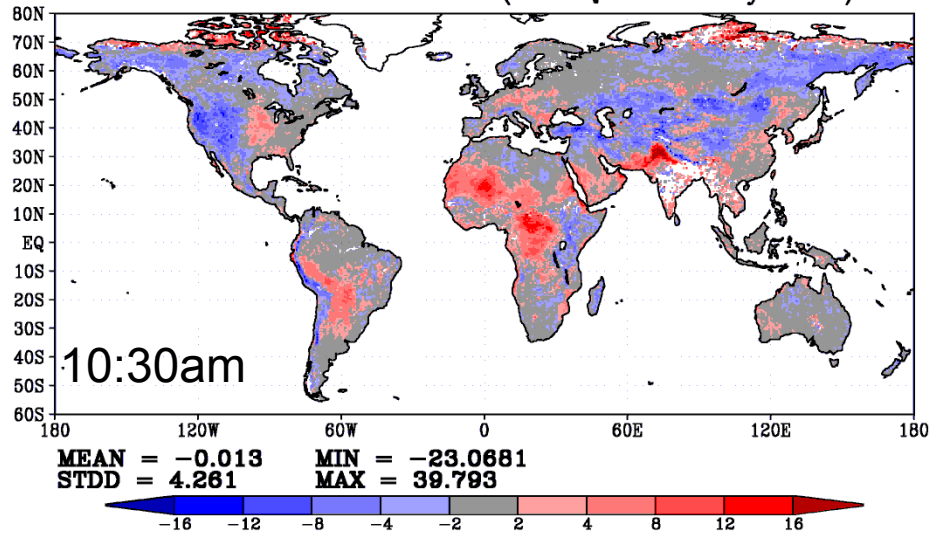 80N
70N
60N
50N
40N
30N
20N
10N
EQ
10S
20S
30S
40S
50S
60S
10:30am
180 120W 60W 0 60E 120E 180
MEAN = -0.013 MIN = -23.0681
STDD = 4.261 MAX = 39.793
-16 -12 -8 -4 -2 2 4 8 12 16